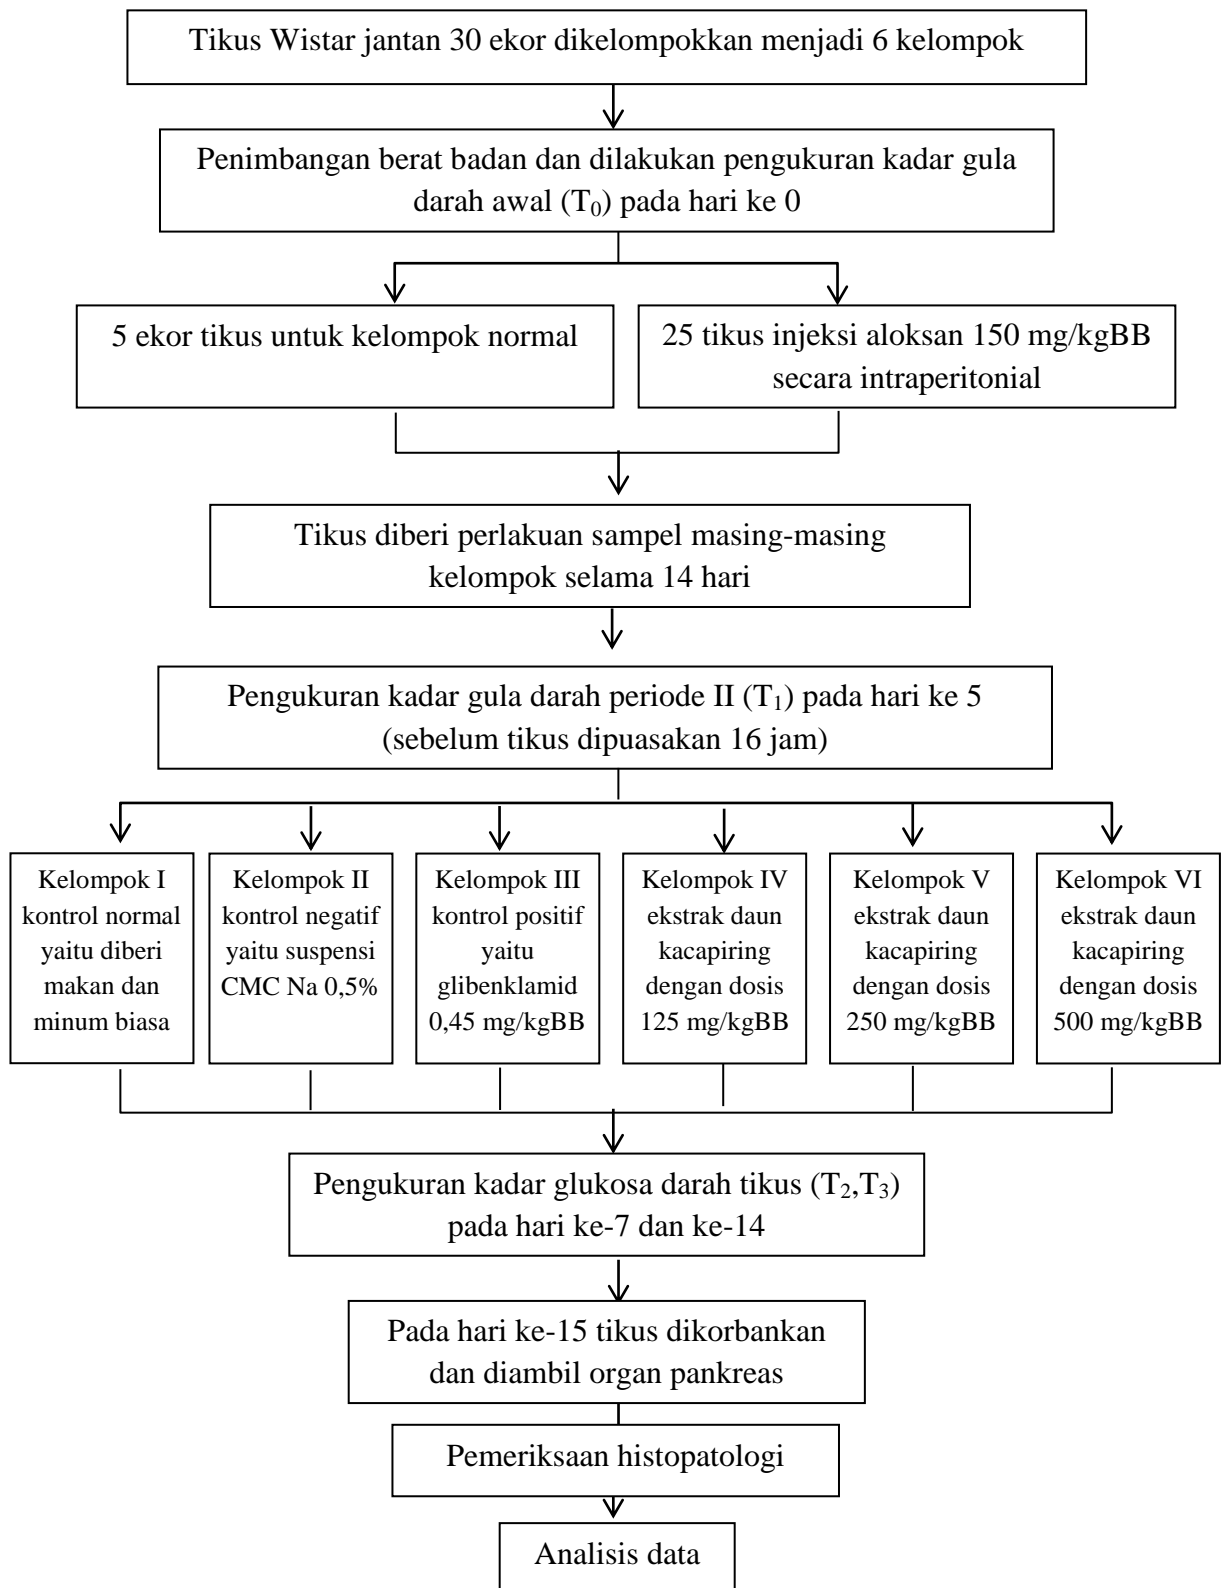 Tikus Wistar jantan 30 ekor dikelompokkan menjadi 6 kelompok
Penimbangan berat badan dan dilakukan pengukuran kadar gula
darah awal (T₀) pada hari ke 0
5 ekor tikus untuk kelompok normal
25 tikus injeksi aloksan 150 mg/kgBB
secara intraperitonial
Tikus diberi perlakuan sampel masing-masing
kelompok selama 14 hari
Pengukuran kadar gula darah periode II (T₁) pada hari ke 5
(sebelum tikus dipuasakan 16 jam)
Kelompok I
kontrol normal
yaitu diberi
makan dan
minum biasa
Kelompok II
kontrol negatif
yaitu suspensi
CMC Na 0,5%
Kelompok III
kontrol positif
yaitu
glibenklamid
0,45 mg/kgBB
Kelompok IV
ekstrak daun
kacapiring
dengan dosis
125 mg/kgBB
Kelompok V
ekstrak daun
kacapiring
dengan dosis
250 mg/kgBB
Kelompok VI
ekstrak daun
kacapiring
dengan dosis
500 mg/kgBB
Pengukuran kadar glukosa darah tikus (T₂,T₃)
pada hari ke-7 dan ke-14
Pada hari ke-15 tikus dikorbankan
dan diambil organ pankreas
Pemeriksaan histopatologi
Analisis data